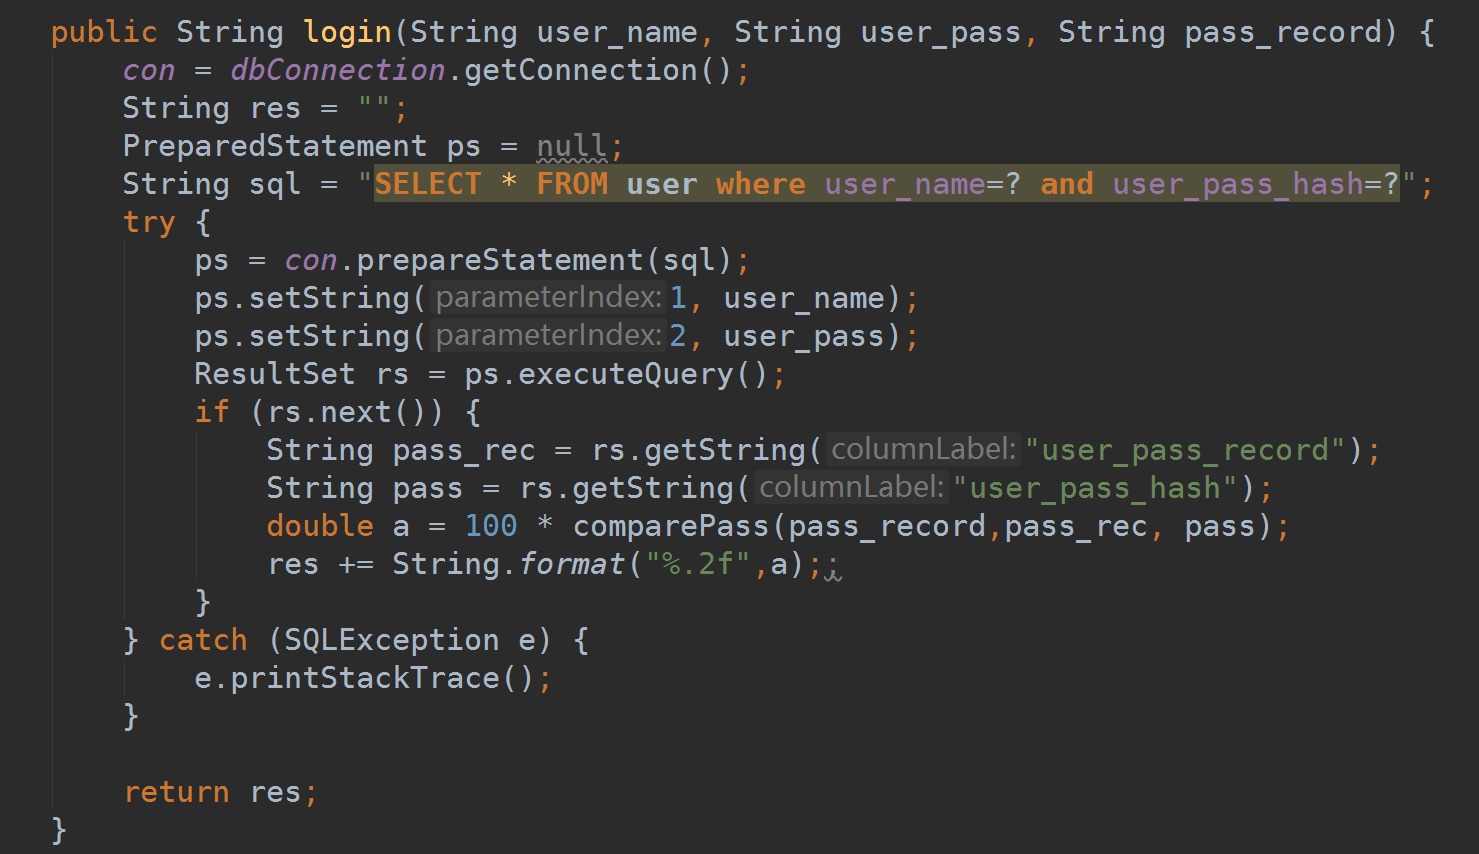 public String login(String user_name, String user_pass, String pass_record) {
con = dbConnection.getConnection();
String res = "";
PreparedStatement ps = null;
String sql = "SELECT * FROM user where user_name=? and user_pass_hash=?";
try {
ps = con.prepareStatement(sql);
ps.setString( parameterIndex: 1, user_name);
ps.setString( parameterIndex: 2, user_pass);
ResultSet rs = ps.executeQuery();
if (rs.next()) {
String pass_rec = rs.getString( columnLabel: "user_pass_record");
String pass = rs.getString( columnLabel: "user_pass_hash");
double a = 100 * comparePass(pass_record,pass_rec, pass);
res += String.format("%.2f",a);;
}
} catch (SQLException e) {
e.printStackTrace();
}
return res;
}